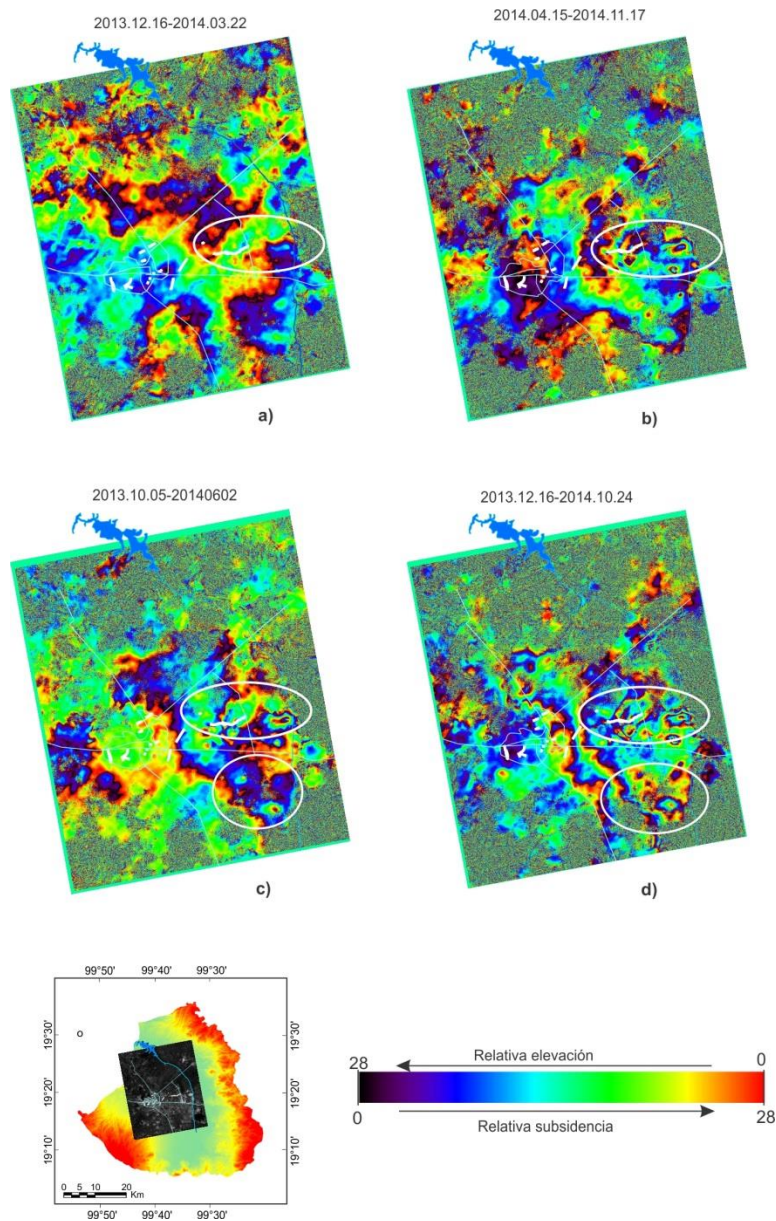 2013.12.16-2014.03.22
2014.04.15-2014.11.17
a)
b)
2013.10.05-20140602
2013.12.16-2014.10.24
c)
d)
99°50' 99°40' 99°30'
19°30'
19°20'
19°10'
19°30'
19°20'
19°10'
0 5 10 20
Km
99°50' 99°40' 99°30'
28 Relativa elevación 0
0 Relativa subsidencia 28